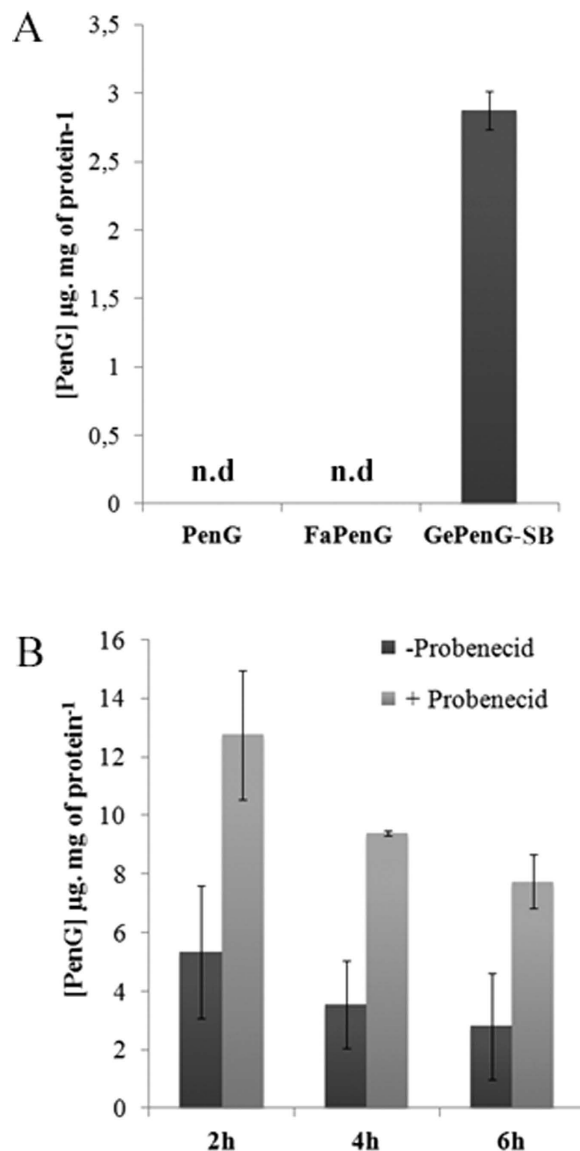 A
[PenG] µg. mg of protein-1
3,5
3
2,5
2
1,5
1
0,5
0
n.d
n.d
PenG
FaPenG
GePenG-SB
B
[PenG] µg. mg of protein-1
16
14
12
10
8
6
4
2
0
-Probenecid
+ Probenecid
2h
4h
6h